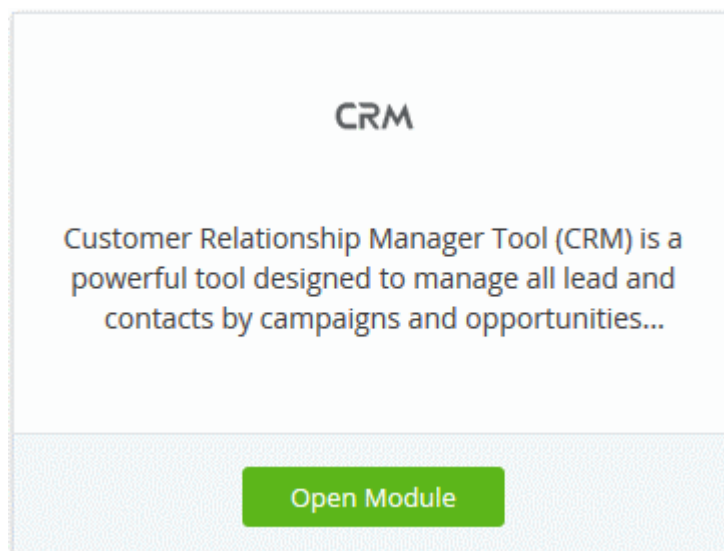 CRM
Customer Relationship Manager Tool (CRM) is a
powerful tool designed to manage all lead and
contacts by campaigns and opportunities...
Open Module